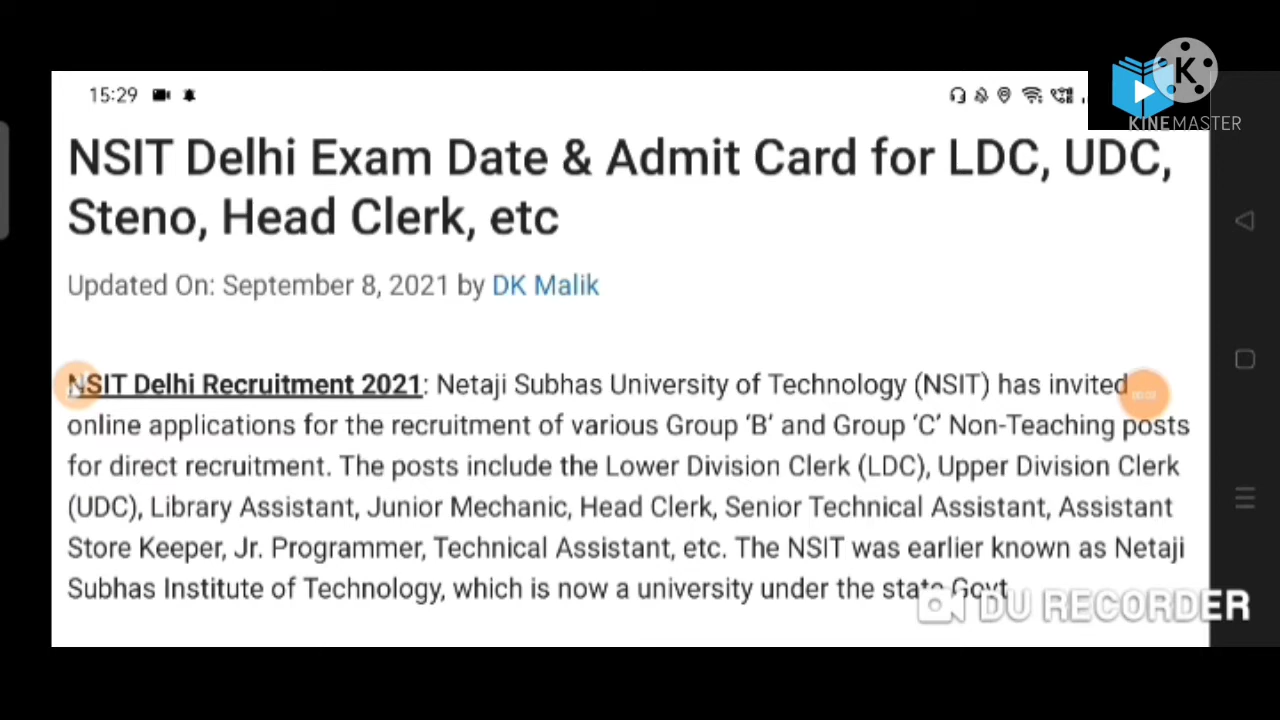 15:29
K
KINEMASTER
NSIT Delhi Exam Date & Admit Card for LDC, UDC,
Steno, Head Clerk, etc
Updated On: September 8, 2021 by DK Malik
NSIT Delhi Recruitment 2021: Netaji Subhas University of Technology (NSIT) has invited
online applications for the recruitment of various Group ‘B’ and Group ‘C’ Non-Teaching posts
for direct recruitment. The posts include the Lower Division Clerk (LDC), Upper Division Clerk
(UDC), Library Assistant, Junior Mechanic, Head Clerk, Senior Technical Assistant, Assistant
Store Keeper, Jr. Programmer, Technical Assistant, etc. The NSIT was earlier known as Netaji
Subhas Institute of Technology, which is now a university under the state Govt
DU RECORDER